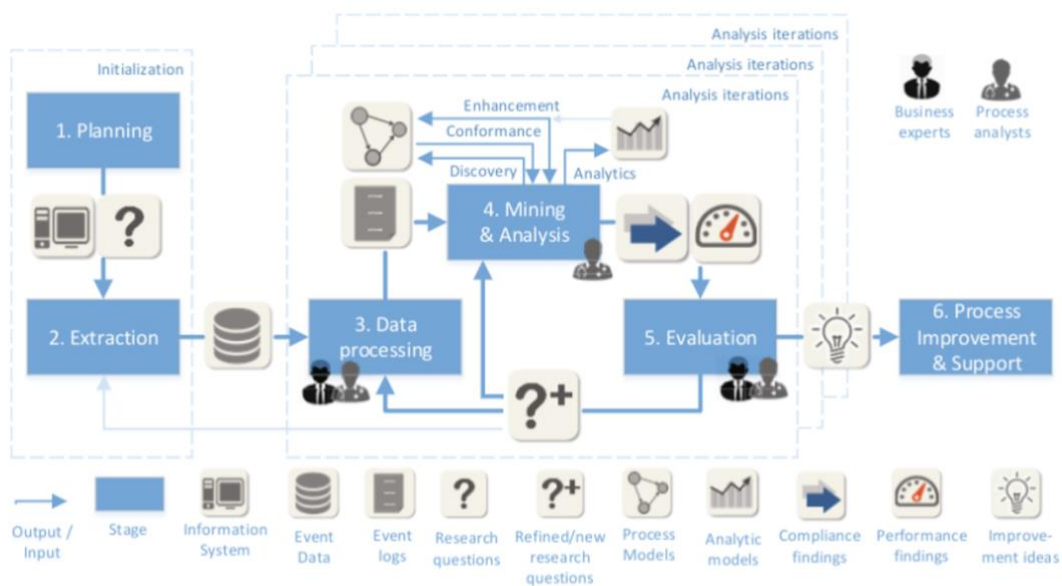 Analysis iterations
Analysis iterations
Analysis iterations
Initialization
Business
experts
Process
analysts
1. Planning
?
Enhancement
Conformance
Discovery
Analytics
4. Mining
& Analysis
2. Extraction
3. Data
processing
5. Evaluation
6. Process
Improvement
& Support
?+
?
?+
Output /
Input
Stage
Information
System
Event
Data
Event
logs
Research
questions
Refined/new
research
questions
Process
Models
Analytic
models
Compliance
findings
Performance
findings
Improve-
ment ideas